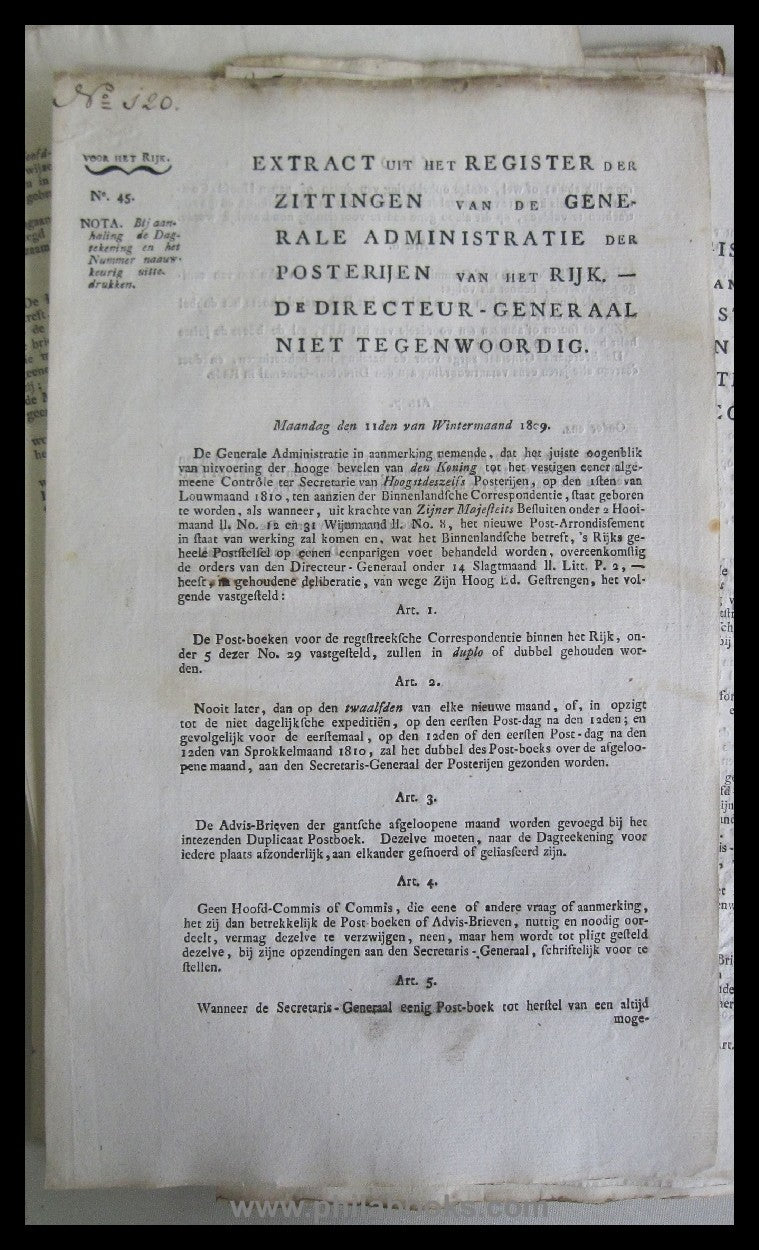 No 120.
VOOR HET RIJK.
No. 45.
NOTA. Bij aan-
haling de Dag-
tekening en het
Nummer naauw-
keurig uitte-
drukken.
EXTRACT UIT HET REGISTER DER
ZITTINGEN VAN DE GENE-
RALE ADMINISTRATIE DER
POSTERIJEN VAN HET RIJK. —
DE DIRECTEUR-GENERAAL
NIET TEGENWOORDIG.
Maandag den 11den van Wintermaand 1809.
De Generale Administratie in aanmerking nemende, dat het juiste oogenblik
van uitvoering der hooge bevelen van den Koning tot het vestigen eener alge-
meene Contrôle ter Secretarie van Hoogstdeszelfs Posterijen, op den 1sten van
Louwmaand 1810, ten aanzien der Binnenlandſche Correspondentie, ſtaat geboren
te worden, als wanneer, uit krachte van Zijner Majeſteits Beſluiten onder 2 Hooi-
maand ll. No. 12 en 31 Wijnmaand ll. No. 8, het nieuwe Post-Arrondisſement
in ſtaat van werking zal komen en, wat het Binnenlandſche betreft, 's Rijks ge-
heele Postſtelſel op eenen eenparigen voet behandeld worden, overeenkomſtig
de orders van den Directeur-Generaal onder 14 Slagtmaand ll. Litt. P. 2, —
heeft, in gehoudene deliberatie, van wege Zijn Hoog Ed. Geſtrengen, het vol-
gende vastgeſteld:
Art. 1.
De Post-boeken voor de regtſtreekſche Correspondentie binnen het Rijk, on-
der 5 dezer No. 29 vastgeſteld, zullen in duplo of dubbel gehouden wor-
den.
Art. 2.
Nooit later, dan op den twaalfden van elke nieuwe maand, of, in opzigt
tot de niet dagelijkſche expeditiën, op den eerſten Post-dag na den 12den; en
gevolgelijk voor de eerſtemaal, op den 12den of den eerſten Post-dag na den
12den van Sprokkelmaand 1810, zal het dubbel des Post-boeks over de afgeloo-
pene maand, aan den Secretaris-Generaal der Posterijen gezonden worden.
Art. 3.
De Advis-Brieven der gantſche afgeloopene maand worden gevoegd bij het
intezenden Duplicaat Postboek. Dezelve moeten, naar de Dagteekening voor
iedere plaats afzonderlijk, aan elkander geſnoerd of geliasſeerd zijn.
Art. 4.
Geen Hoofd-Commis of Commis, die eene of andere vraag of aanmerking,
het zij dan betrekkelijk de Post-boeken of Advis-Brieven, nuttig en noodig oor-
deelt, vermag dezelve te verzwijgen, neen, maar hem wordt tot pligt geſteld
dezelve, bij zijne opzendingen aan den Secretaris-Generaal, ſchriftelijk voor te
ſtellen.
Art. 5.
Wanneer de Secretaris-Generaal eenig Post-boek tot herſtel van een altijd
moge-
www.philabooks.com